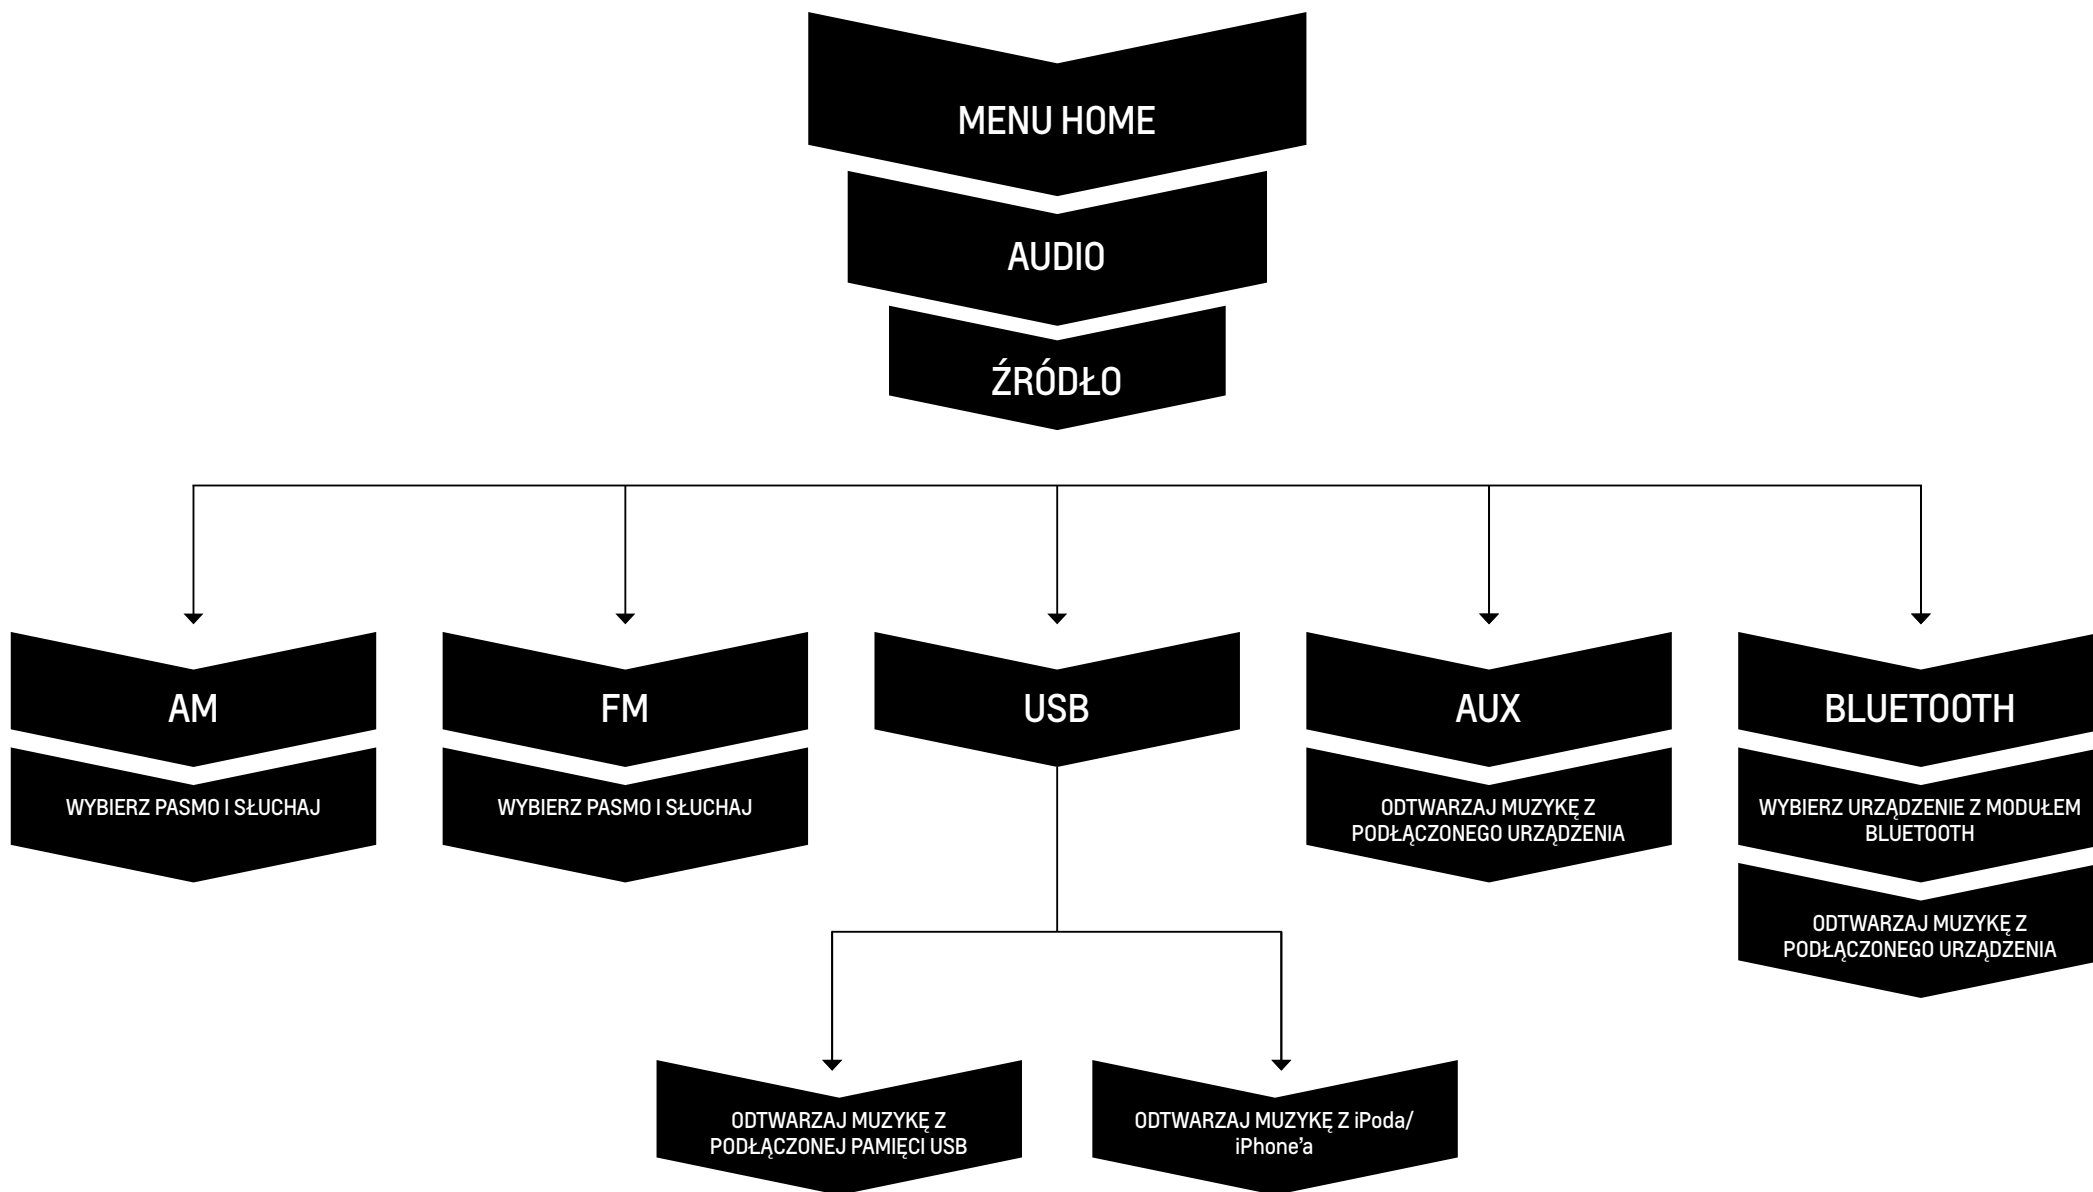 MENU HOME
AUDIO
ŹRÓDŁO
AM
FM
USB
AUX
BLUETOOTH
WYBIERZ PASMO I SŁUCHAJ
WYBIERZ PASMO I SŁUCHAJ
ODTWARZAJ MUZYKĘ Z
PODŁĄCZONEGO URZĄDZENIA
WYBIERZ URZĄDZENIE Z MODUŁEM
BLUETOOTH
ODTWARZAJ MUZYKĘ Z
PODŁĄCZONEGO URZĄDZENIA
ODTWARZAJ MUZYKĘ Z
PODŁĄCZONEJ PAMIĘCI USB
ODTWARZAJ MUZYKĘ Z iPoda/
iPhone’a